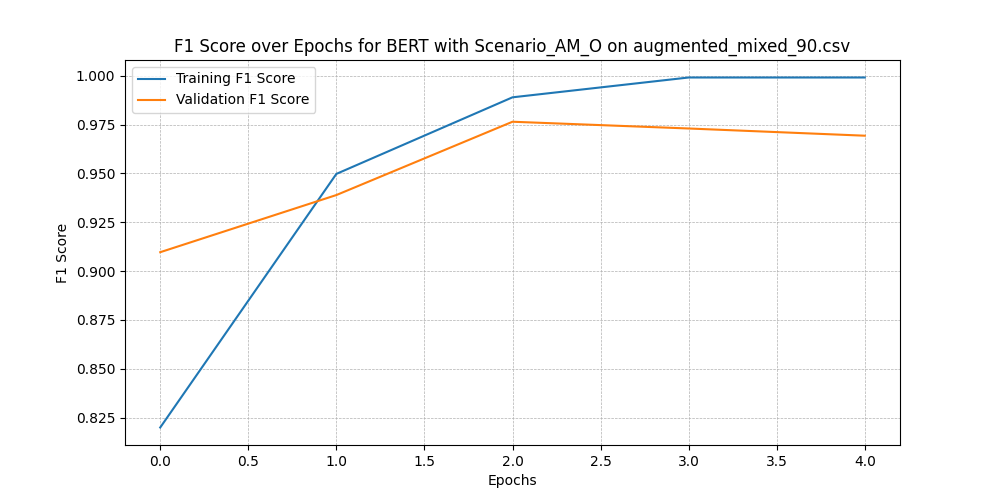 F1 Score over Epochs for BERT with Scenario_AM_O on augmented_mixed_90.csv
Training F1 Score
Validation F1 Score
F1 Score
1.000
0.975
0.950
0.925
0.900
0.875
0.850
0.825
0.0 0.5 1.0 1.5 2.0 2.5 3.0 3.5 4.0
Epochs